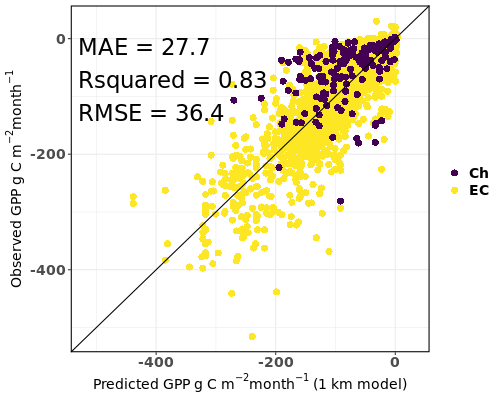 MAE = 27.7
Rsquared = 0.83
RMSE = 36.4
0
-200
-400
Observed GPP g C m⁻²month⁻¹
-400 -200 0
Predicted GPP g C m⁻²month⁻¹ (1 km model)
Ch
EC